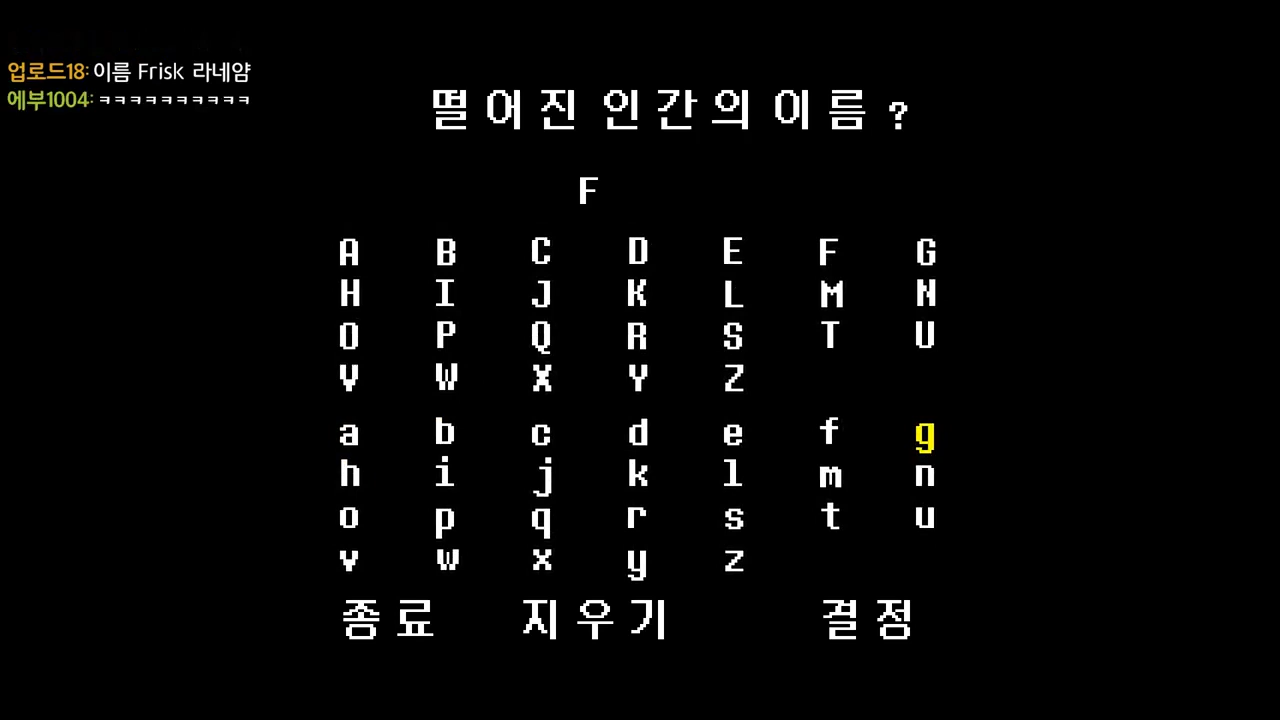 업로드18: 이름 Frisk 라네얌
에부1004: ㅋㅋㅋㅋㅋㅋㅋㅋㅋㅋ
떨어진 인간의 이름?
F
A B C D E F G
H I J K L M N
O P Q R S T U
V W X Y Z
a b c d e f g
h i j k l m n
o p q r s t u
v w x y z
종료 지우기 결정